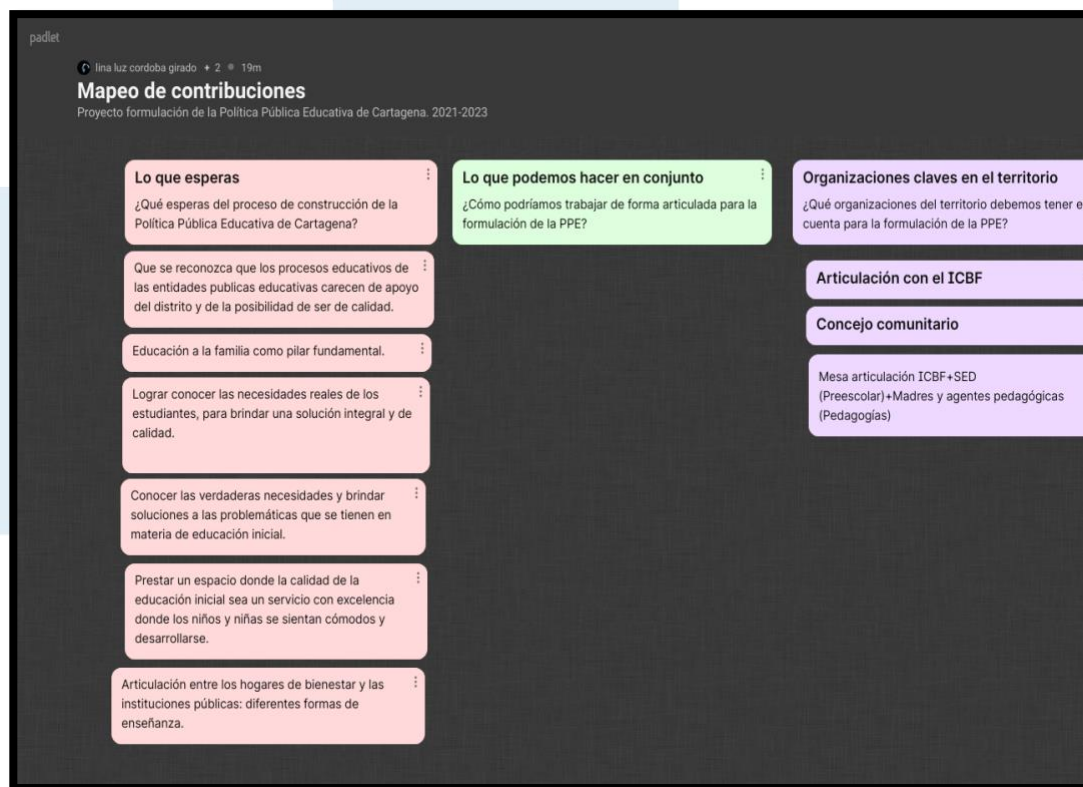 padlet
lina luz cordoba girado + 2 19m
Mapeo de contribuciones
Proyecto formulación de la Política Pública Educativa de Cartagena. 2021-2023
Lo que esperas
¿Qué esperas del proceso de construcción de la
Política Pública Educativa de Cartagena?
Que se reconozca que los procesos educativos de
las entidades publicas educativas carecen de apoyo
del distrito y de la posibilidad de ser de calidad.
Educación a la familia como pilar fundamental.
Lograr conocer las necesidades reales de los
estudiantes, para brindar una solución integral y de
calidad.
Conocer las verdaderas necesidades y brindar
soluciones a las problemáticas que se tienen en
materia de educación inicial.
Prestar un espacio donde la calidad de la
educación inicial sea un servicio con excelencia
donde los niños y niñas se sientan cómodos y
desarrollarse.
Articulación entre los hogares de bienestar y las
instituciones públicas: diferentes formas de
enseñanza.
Lo que podemos hacer en conjunto
¿Cómo podríamos trabajar de forma articulada para la
formulación de la PPE?
Organizaciones claves en el territorio
¿Qué organizaciones del territorio debemos tener e
cuenta para la formulación de la PPE?
Articulación con el ICBF
Concejo comunitario
Mesa articulación ICBF+SED
(Preescolar)+Madres y agentes pedagógicas
(Pedagogías)